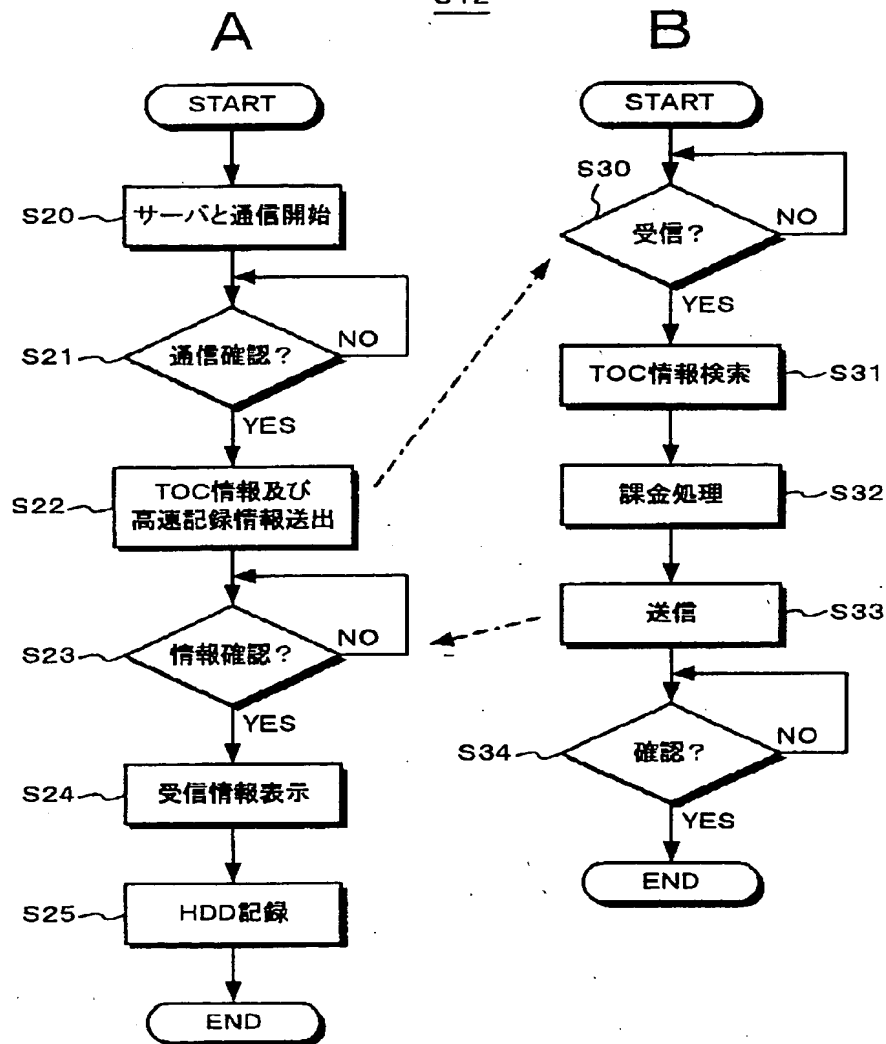 A
START
S20
サーバと通信開始
S21
通信確認?
NO
YES
S22
TOC情報及び
高速記録情報送出
S23
情報確認?
NO
YES
S24
受信情報表示
S25
HDD記録
END
B
START
S30
受信?
NO
YES
TOC情報検索
S31
課金処理
S32
送信
S33
S34
確認?
NO
YES
END